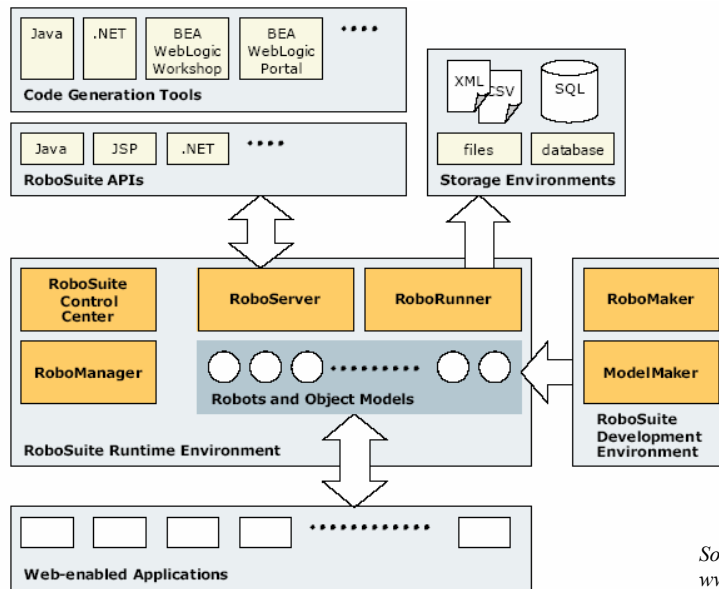 Java
.NET
BEA
WebLogic
Workshop
BEA
WebLogic
Portal
Code Generation Tools
Java
JSP
.NET
RoboSuite APIs
XML
CSV
SQL
files
database
Storage Environments
RoboSuite
Control
Center
RoboServer
RoboRunner
RoboManager
Robots and Object Models
RoboSuite Runtime Environment
RoboMaker
ModelMaker
RoboSuite
Development
Environment
Web-enabled Applications